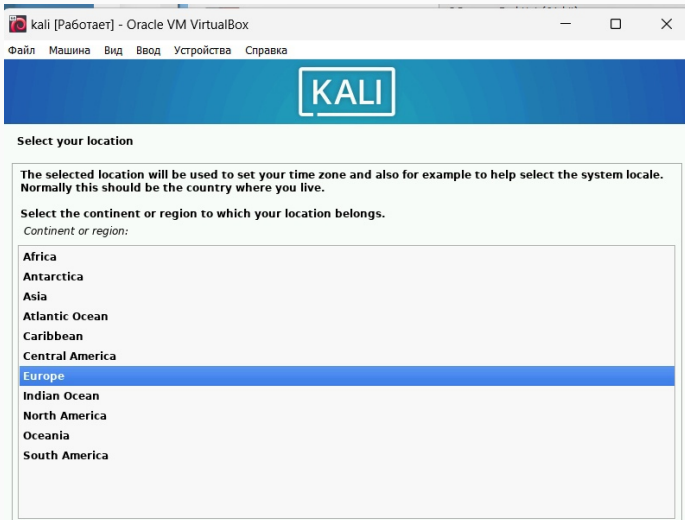 kali [Работает] - Oracle VM VirtualBox
Файл Машина Вид Ввод Устройства Справка
KALI
Select your location
The selected location will be used to set your time zone and also for example to help select the system locale.
Normally this should be the country where you live.
Select the continent or region to which your location belongs.
Continent or region:
Africa
Antarctica
Asia
Atlantic Ocean
Caribbean
Central America
Europe
Indian Ocean
North America
Oceania
South America